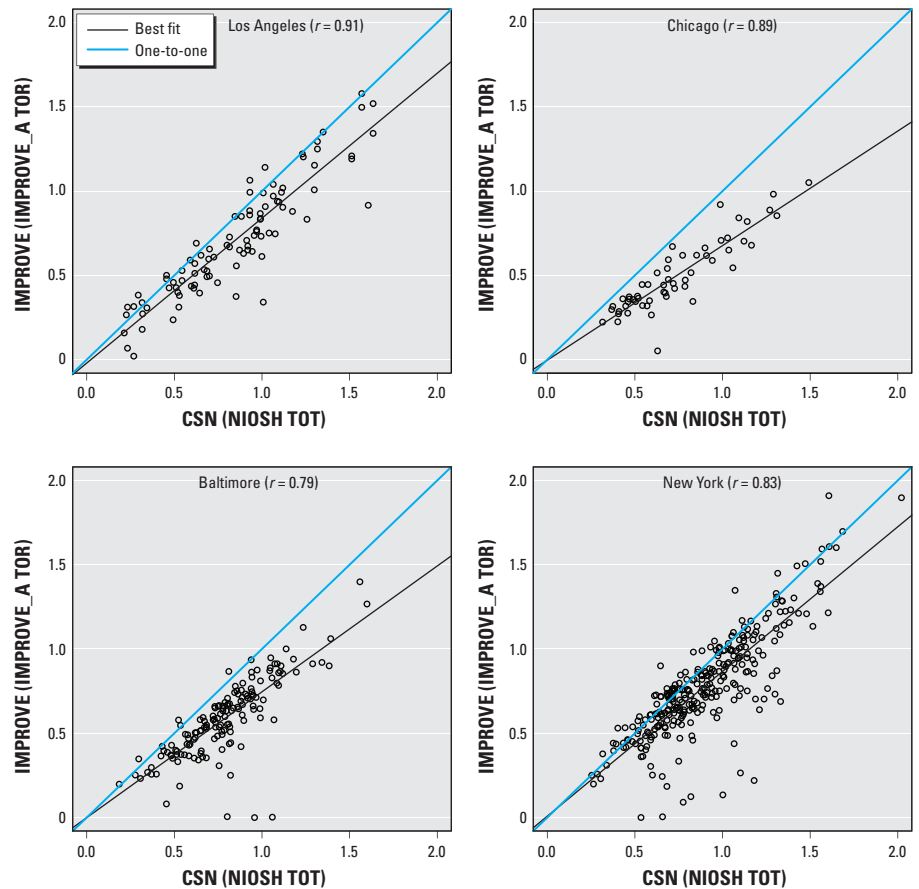 Best fit
One-to-one
Los Angeles (r = 0.91)
2.0
1.5
1.0
0.5
0
IMPROVE (IMPROVE_A TOR)
0.0 0.5 1.0 1.5 2.0
CSN (NIOSH TOT)
Chicago (r = 0.89)
2.0
1.5
1.0
0.5
0
IMPROVE (IMPROVE_A TOR)
0.0 0.5 1.0 1.5 2.0
CSN (NIOSH TOT)
Baltimore (r = 0.79)
2.0
1.5
1.0
0.5
0
IMPROVE (IMPROVE_A TOR)
0.0 0.5 1.0 1.5 2.0
CSN (NIOSH TOT)
New York (r = 0.83)
2.0
1.5
1.0
0.5
0
IMPROVE (IMPROVE_A TOR)
0.0 0.5 1.0 1.5 2.0
CSN (NIOSH TOT)